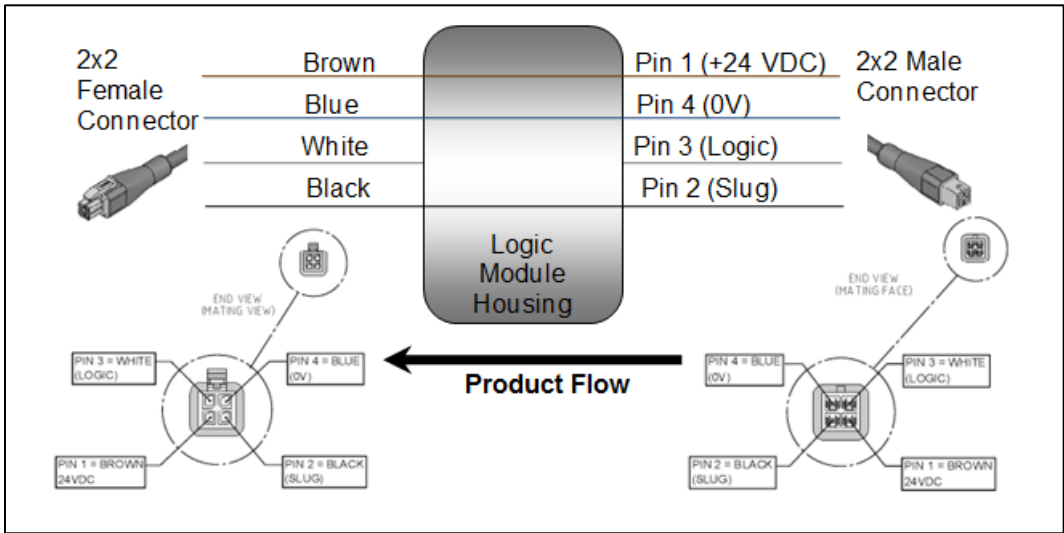 2x2
Female
Connector
Brown
Blue
White
Black
Pin 1 (+24 VDC)
Pin 4 (0V)
Pin 3 (Logic)
Pin 2 (Slug)
2x2 Male
Connector
Logic
Module
Housing
END VIEW
(MATING VIEW)
END VIEW
(MATING FACE)
Product Flow
PIN 3 = WHITE
(LOGIC)
PIN 4 = BLUE
(0V)
PIN 1 = BROWN
24VDC
PIN 2 = BLACK
(SLUG)
PIN 4 = BLUE
(0V)
PIN 3 = WHITE
(LOGIC)
PIN 2 = BLACK
(SLUG)
PIN 1 = BROWN
24VDC